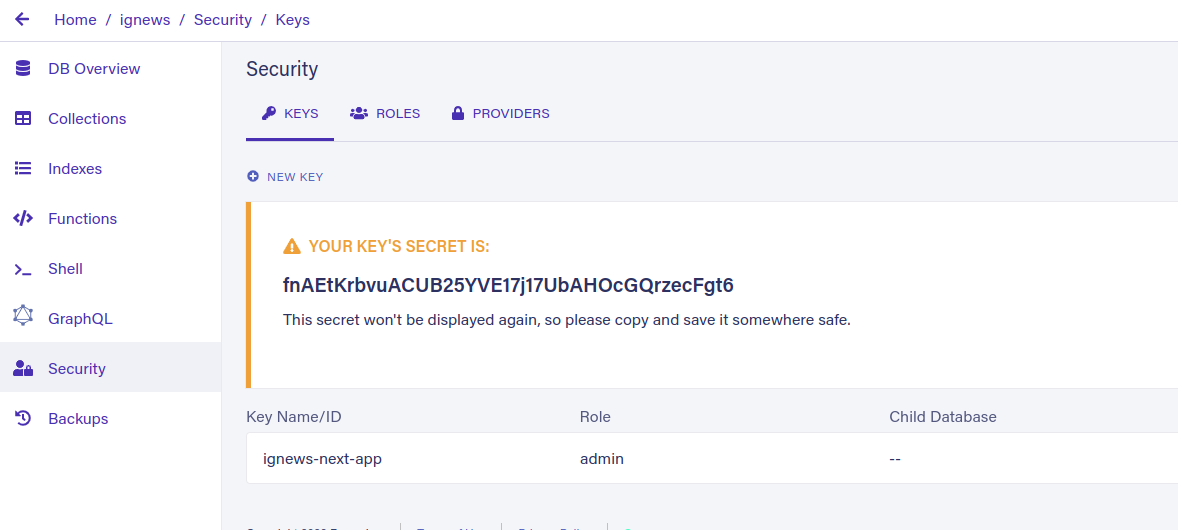 Home / ignews / Security / Keys
DB Overview
Collections
Indexes
Functions
Shell
GraphQL
Security
Backups
Security
KEYS ROLES PROVIDERS
NEW KEY
YOUR KEY'S SECRET IS:
fnAEtKrbvuACUB25YVE17j17UbAHOcGQrzecFgt6
This secret won't be displayed again, so please copy and save it somewhere safe.
Key Name/ID Role Child Database
ignews-next-app admin --